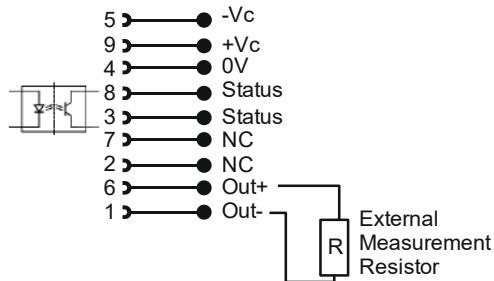 5 -Vc
9 +Vc
4 0V
8 Status
3 Status
7 NC
2 NC
6 Out+
1 Out-
R
External
Measurement
Resistor